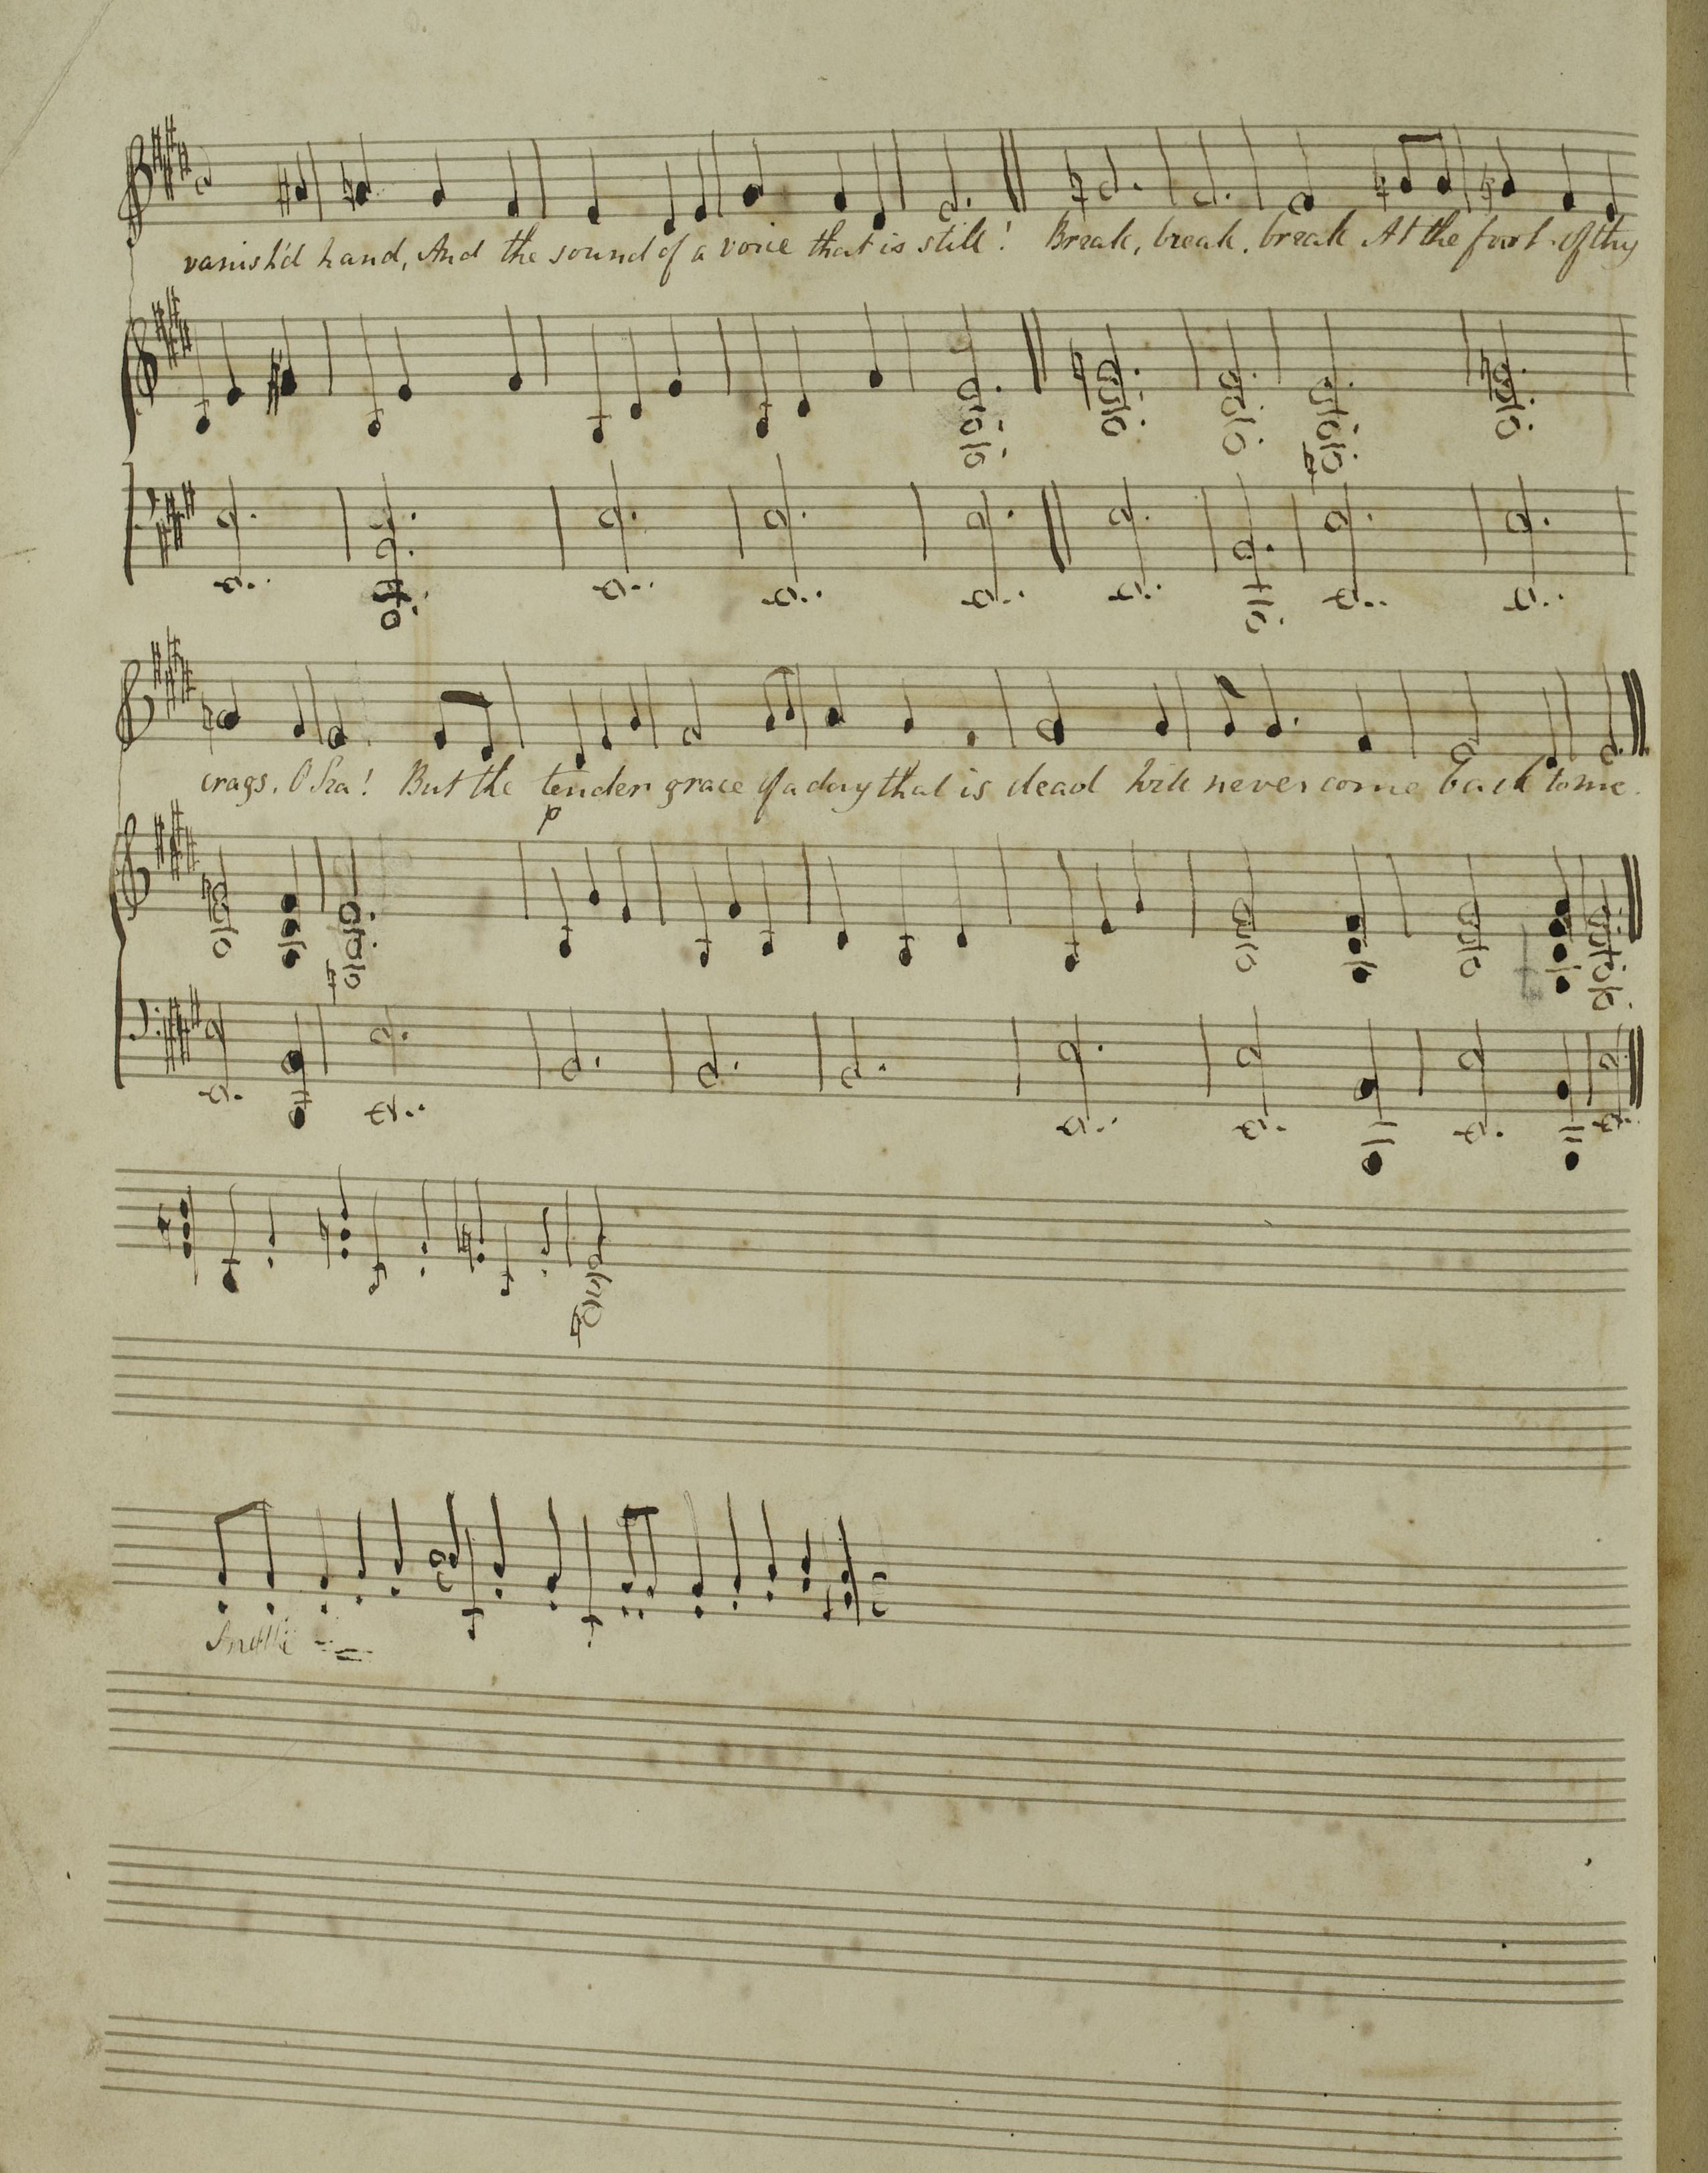 vanish'd hand, And the sound of a voice that is still! Break, break, break At the foot of thy
crags, O Sea! But the tender grace of a day that is dead Will never come back to me.
p